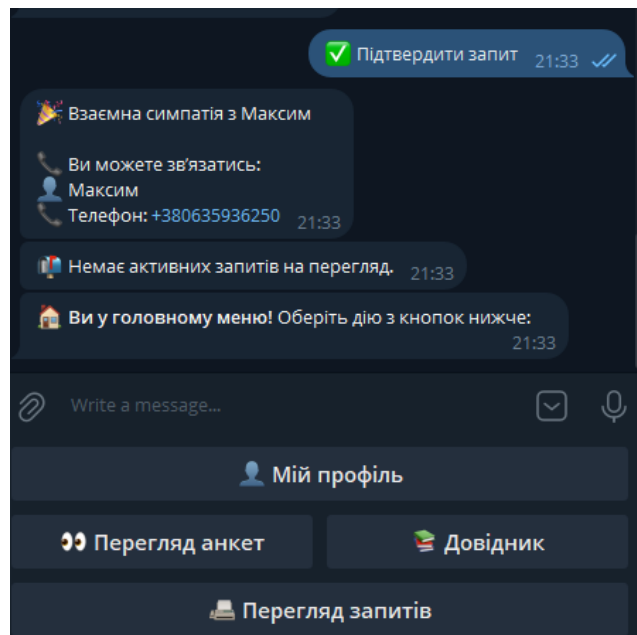 ✅ Підтвердити запит 21:33
🎉 Взаємна симпатія з Максим
📞 Ви можете зв'язатись:
👤 Максим
📞 Телефон: +380635936250 21:33
📬 Немає активних запитів на перегляд. 21:33
🏠 Ви у головному меню! Оберіть дію з кнопок нижче:
21:33
Write a message...
👤 Мій профіль
👀 Перегляд анкет
📚 Довідник
📠 Перегляд запитів